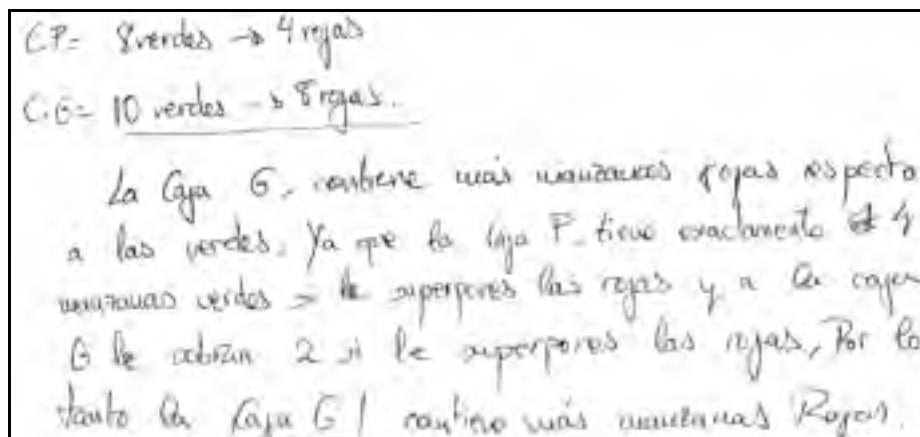 CP= 8 verdes → 4 rojas
C.G= 10 verdes → 8 rojas.
La Caja G. contiene más manzanas rojas respecto
a las verdes. Ya que la caja P. tiene exactamente 4
manzanas verdes si le superpones las rojas y a la caja
G le sobran 2 si le superpones las rojas, Por lo
tanto la Caja G contiene más manzanas Rojas.